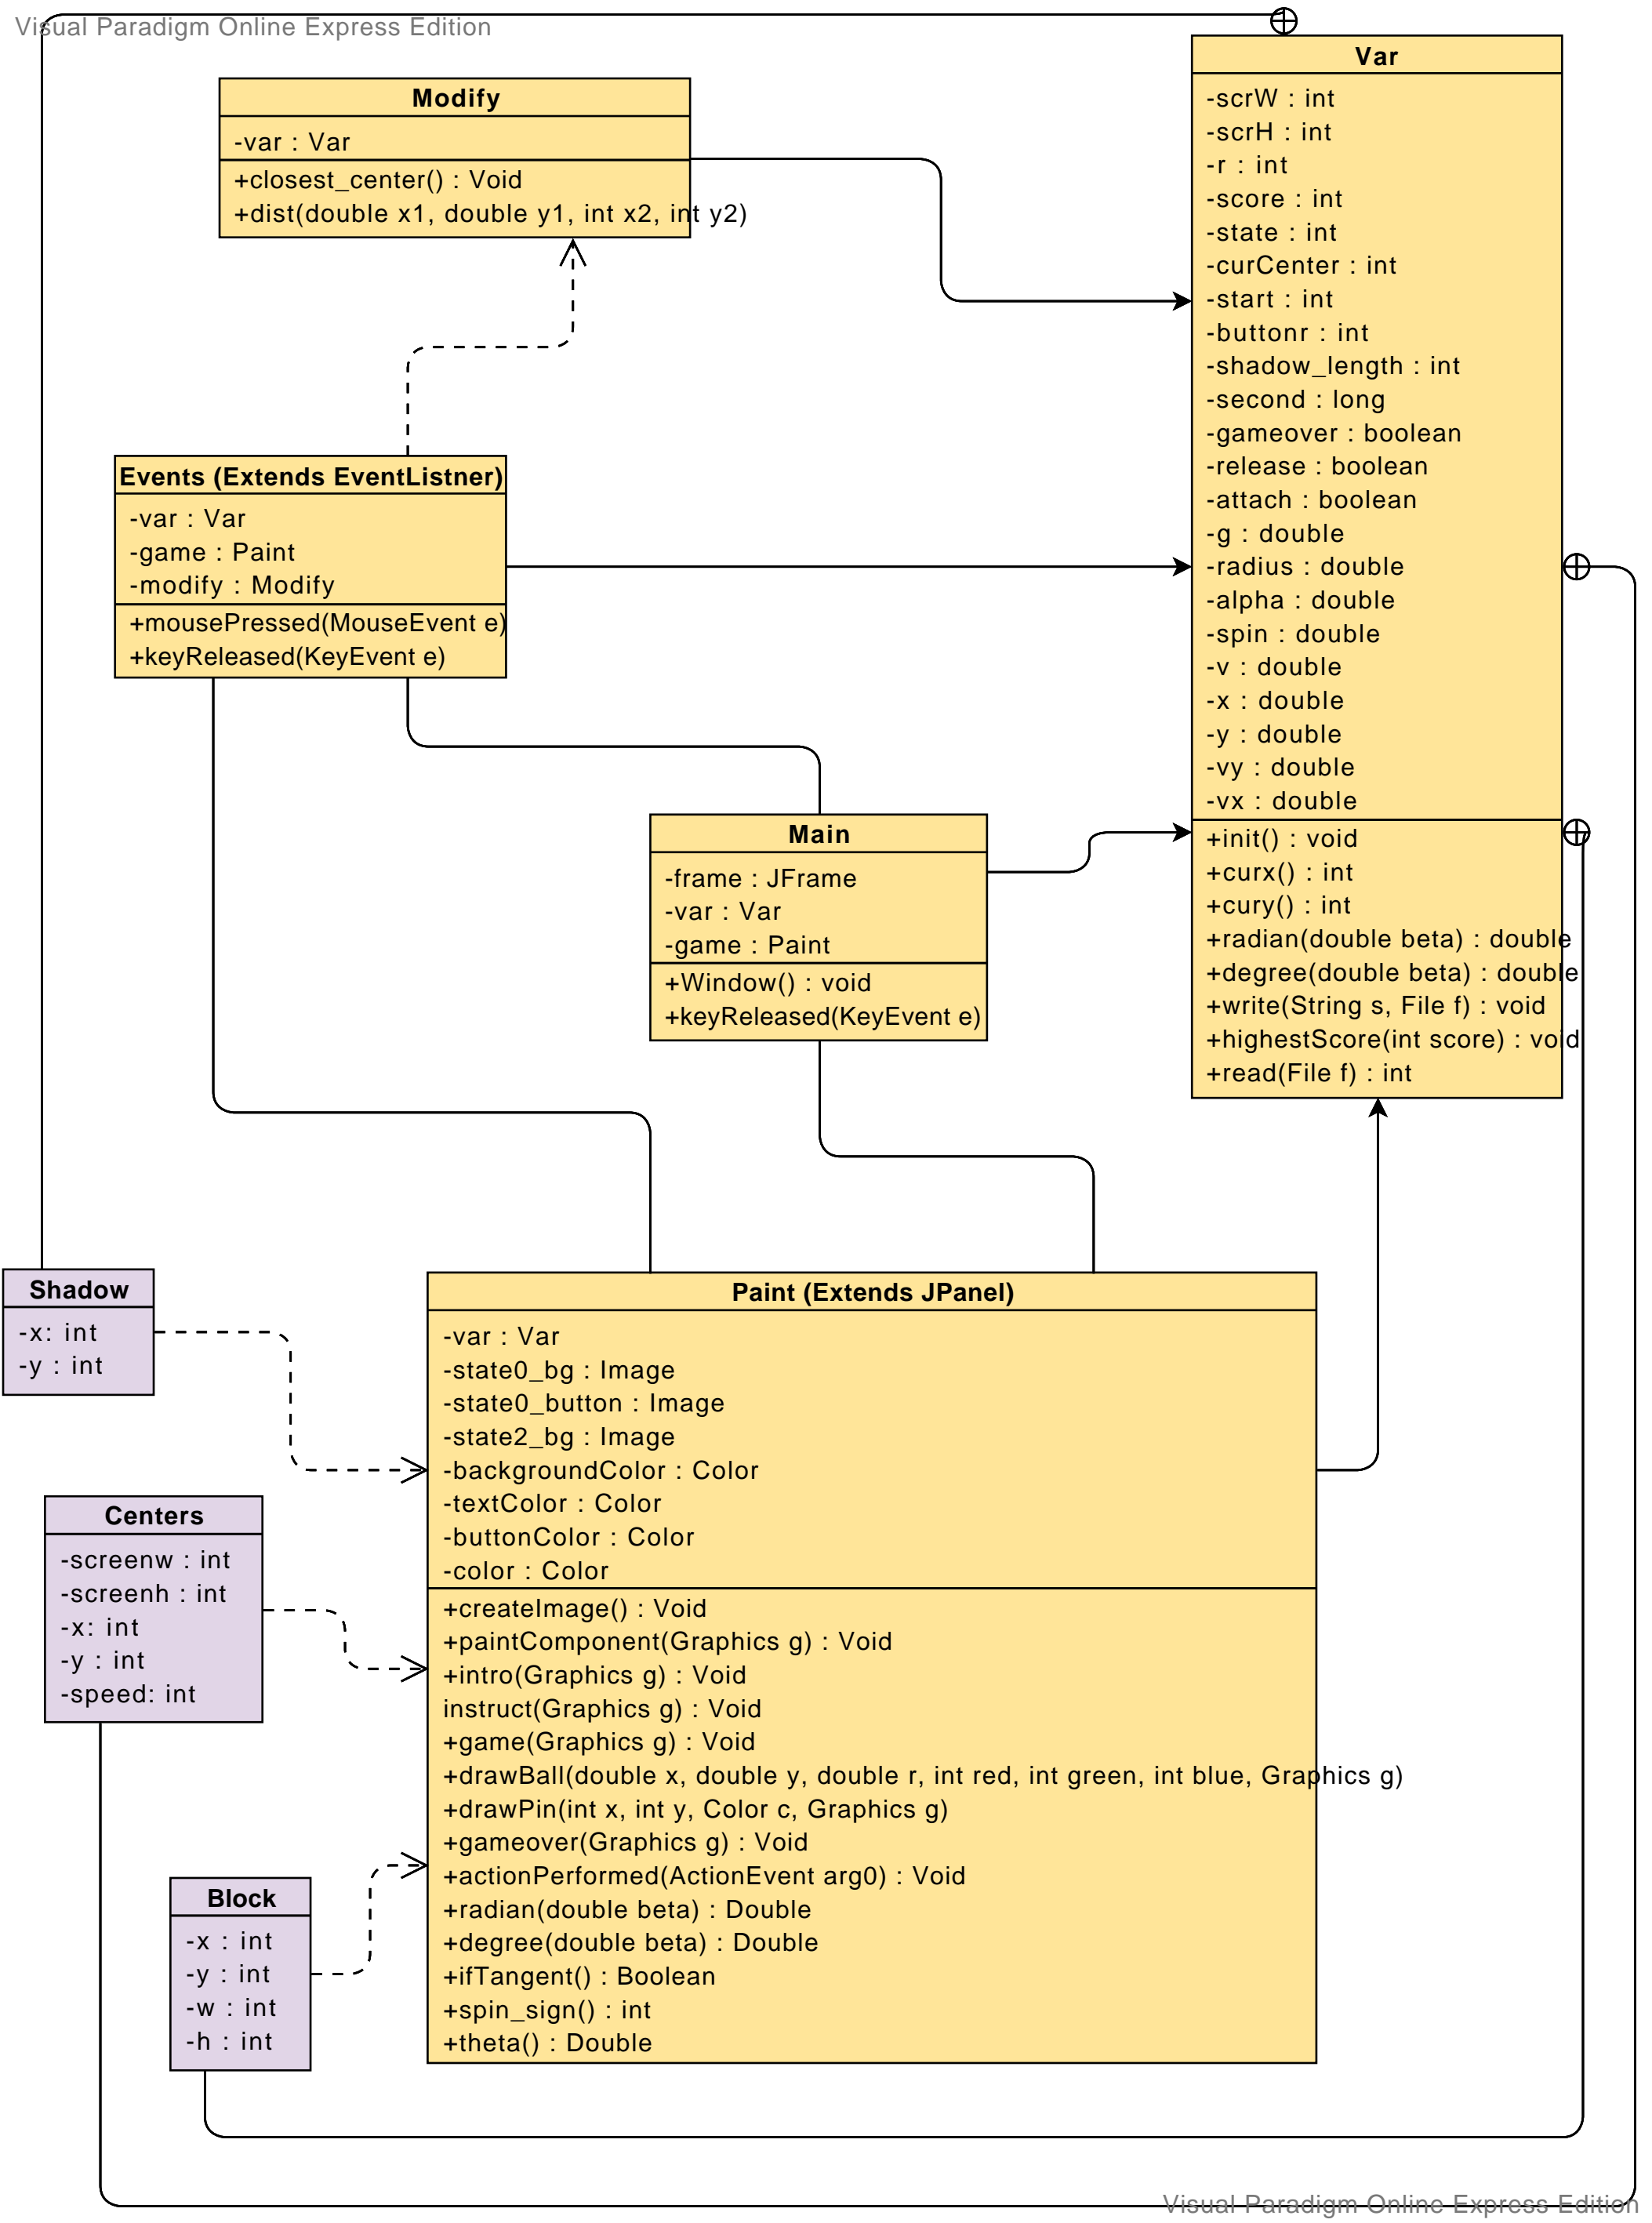 Visual Paradigm Online Express Edition
Modify
-var : Var
+closest_center() : Void
+dist(double x1, double y1, int x2, int y2)
Var
-scrW : int
-scrH : int
-r : int
-score : int
-state : int
-curCenter : int
-start : int
-buttonr : int
-shadow_length : int
-second : long
-gameover : boolean
-release : boolean
-attach : boolean
-g : double
-radius : double
-alpha : double
-spin : double
-v : double
-x : double
-y : double
-vy : double
-vx : double
+init() : void
+curx() : int
+cury() : int
+radian(double beta) : double
+degree(double beta) : double
+write(String s, File f) : void
+highestScore(int score) : void
+read(File f) : int
Events (Extends EventListner)
-var : Var
-game : Paint
-modify : Modify
+mousePressed(MouseEvent e)
+keyReleased(KeyEvent e)
Main
-frame : JFrame
-var : Var
-game : Paint
+Window() : void
+keyReleased(KeyEvent e)
Shadow
-x: int
-y : int
Paint (Extends JPanel)
-var : Var
-state0_bg : Image
-state0_button : Image
-state2_bg : Image
-backgroundColor : Color
-textColor : Color
-buttonColor : Color
-color : Color
+createImage() : Void
+paintComponent(Graphics g) : Void
+intro(Graphics g) : Void
instruct(Graphics g) : Void
+game(Graphics g) : Void
+drawBall(double x, double y, double r, int red, int green, int blue, Graphics g)
+drawPin(int x, int y, Color c, Graphics g)
+gameover(Graphics g) : Void
+actionPerformed(ActionEvent arg0) : Void
+radian(double beta) : Double
+degree(double beta) : Double
+ifTangent() : Boolean
+spin_sign() : int
+theta() : Double
Centers
-screenw : int
-screenh : int
-x: int
-y : int
-speed: int
Block
-x : int
-y : int
-w : int
-h : int
Visual Paradigm Online Express Edition